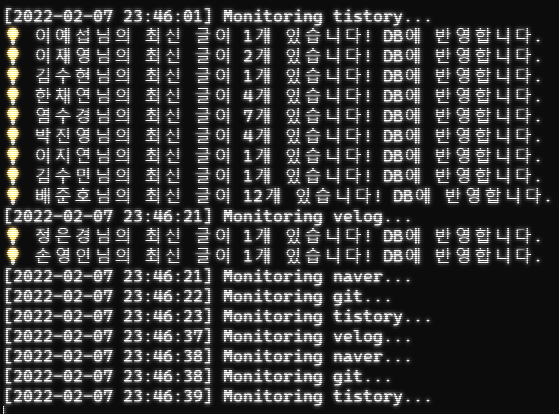 [2022-02-07 23:46:01] Monitoring tistory...
💡 이예섭님의 최신 글이 1개 있습니다! DB에 반영합니다.
💡 이재영님의 최신 글이 2개 있습니다! DB에 반영합니다.
💡 김수현님의 최신 글이 1개 있습니다! DB에 반영합니다.
💡 한채연님의 최신 글이 4개 있습니다! DB에 반영합니다.
💡 염수경님의 최신 글이 7개 있습니다! DB에 반영합니다.
💡 박진영님의 최신 글이 4개 있습니다! DB에 반영합니다.
💡 이지연님의 최신 글이 1개 있습니다! DB에 반영합니다.
💡 김수민님의 최신 글이 1개 있습니다! DB에 반영합니다.
💡 배준호님의 최신 글이 12개 있습니다! DB에 반영합니다.
[2022-02-07 23:46:21] Monitoring velog...
💡 정은경님의 최신 글이 1개 있습니다! DB에 반영합니다.
💡 손영인님의 최신 글이 1개 있습니다! DB에 반영합니다.
[2022-02-07 23:46:21] Monitoring naver...
[2022-02-07 23:46:22] Monitoring git...
[2022-02-07 23:46:23] Monitoring tistory...
[2022-02-07 23:46:37] Monitoring velog...
[2022-02-07 23:46:38] Monitoring naver...
[2022-02-07 23:46:38] Monitoring git...
[2022-02-07 23:46:39] Monitoring tistory...